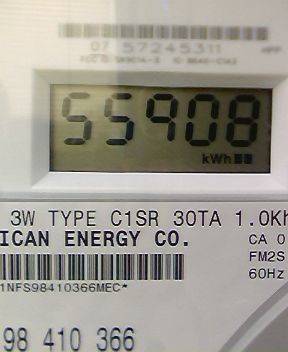 07 57245311
55908
kWh
3W TYPE C1SR 30TA 1.0Kh
ICAN ENERGY CO.
CA 0
FM2S
60Hz
1NFS98410366MEC*
98 410 366